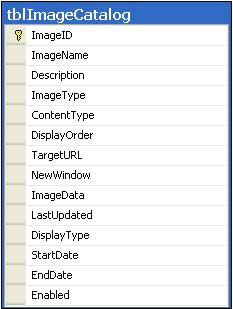 tblImageCatalog
ImageID
ImageName
Description
ImageType
ContentType
DisplayOrder
TargetURL
NewWindow
ImageData
LastUpdated
DisplayType
StartDate
EndDate
Enabled